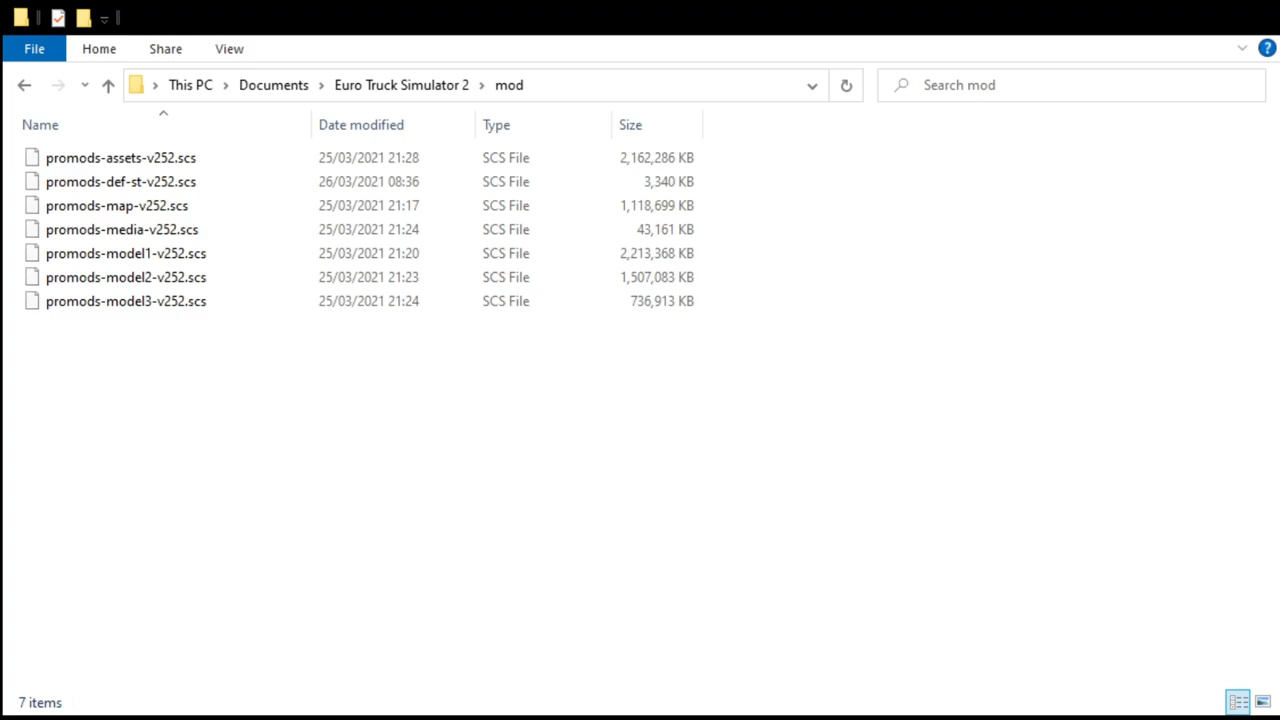 File Home Share View ?
This PC > Documents > Euro Truck Simulator 2 > mod Search mod
Name Date modified Type Size
promods-assets-v252.scs 25/03/2021 21:28 SCS File 2,162,286 KB
promods-def-st-v252.scs 26/03/2021 08:36 SCS File 3,340 KB
promods-map-v252.scs 25/03/2021 21:17 SCS File 1,118,699 KB
promods-media-v252.scs 25/03/2021 21:24 SCS File 43,161 KB
promods-model1-v252.scs 25/03/2021 21:20 SCS File 2,213,368 KB
promods-model2-v252.scs 25/03/2021 21:23 SCS File 1,507,083 KB
promods-model3-v252.scs 25/03/2021 21:24 SCS File 736,913 KB
7 items